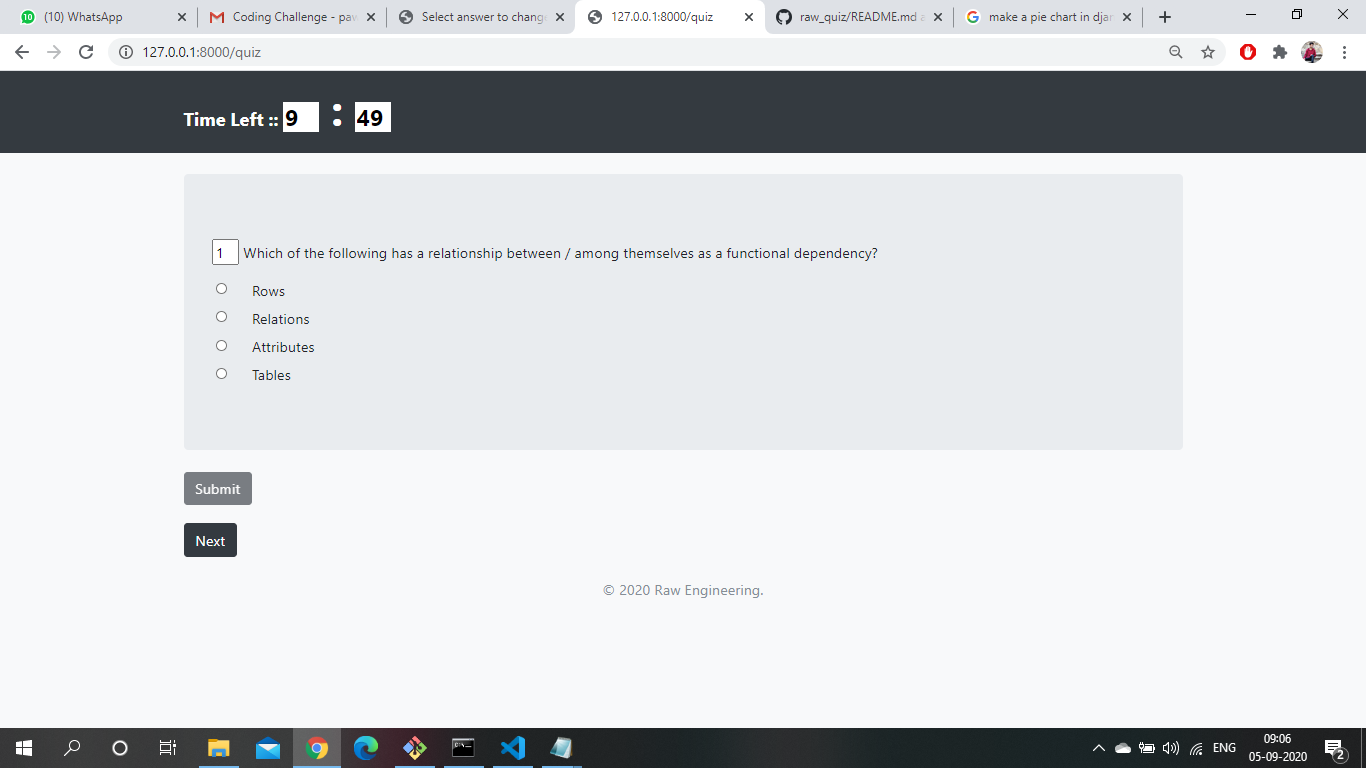 (10) WhatsApp
Coding Challenge - paw
Select answer to change
127.0.0.1:8000/quiz
raw_quiz/README.md a
make a pie chart in djan
127.0.0.1:8000/quiz
Time Left :: 9 : 49
1 Which of the following has a relationship between / among themselves as a functional dependency?
Rows
Relations
Attributes
Tables
Submit
Next
© 2020 Raw Engineering.
ENG
09:06
05-09-2020
2